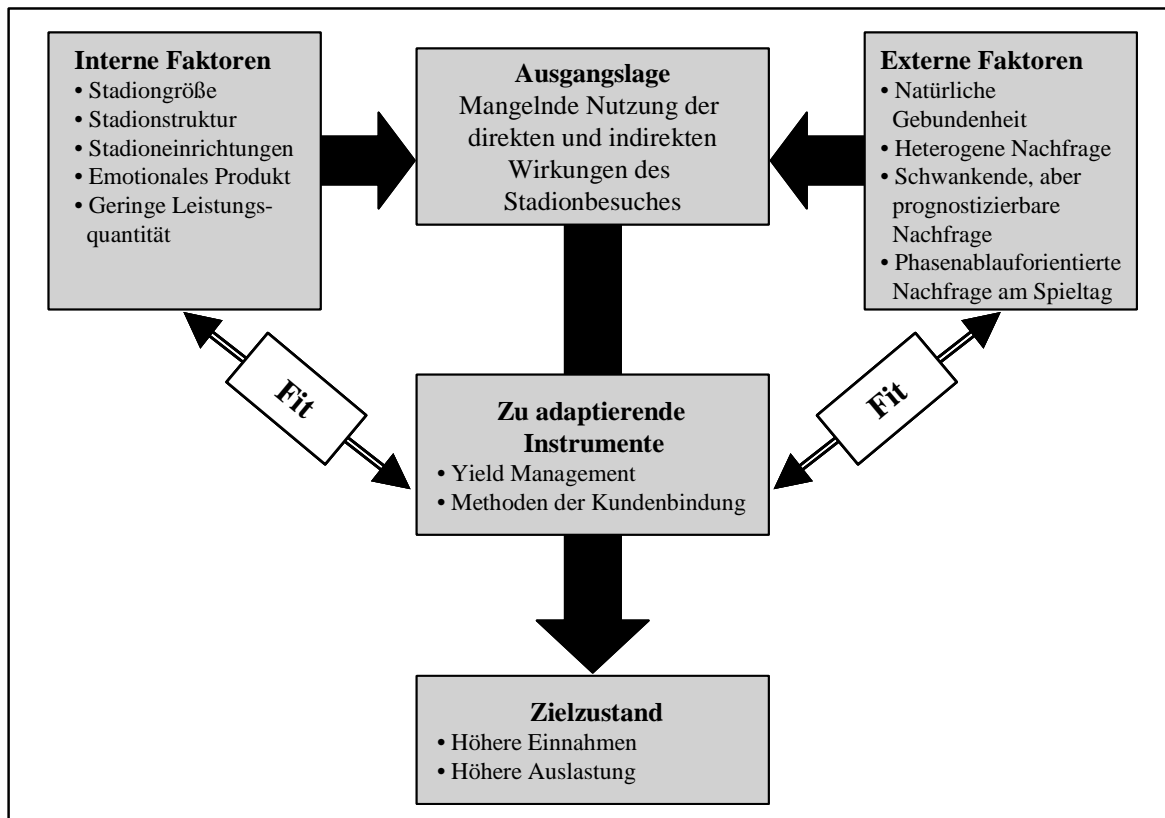 Interne Faktoren
• Stadiongröße
• Stadionstruktur
• Stadioneinrichtungen
• Emotionales Produkt
• Geringe Leistungs-
quantität
Ausgangslage
Mangelnde Nutzung der
direkten und indirekten
Wirkungen des
Stadionbesuches
Externe Faktoren
• Natürliche
Gebundenheit
• Heterogene Nachfrage
• Schwankende, aber
prognostizierbare
Nachfrage
• Phasenablauforientierte
Nachfrage am Spieltag
Fit
Fit
Zu adaptierende
Instrumente
• Yield Management
• Methoden der Kundenbindung
Zielzustand
• Höhere Einnahmen
• Höhere Auslastung